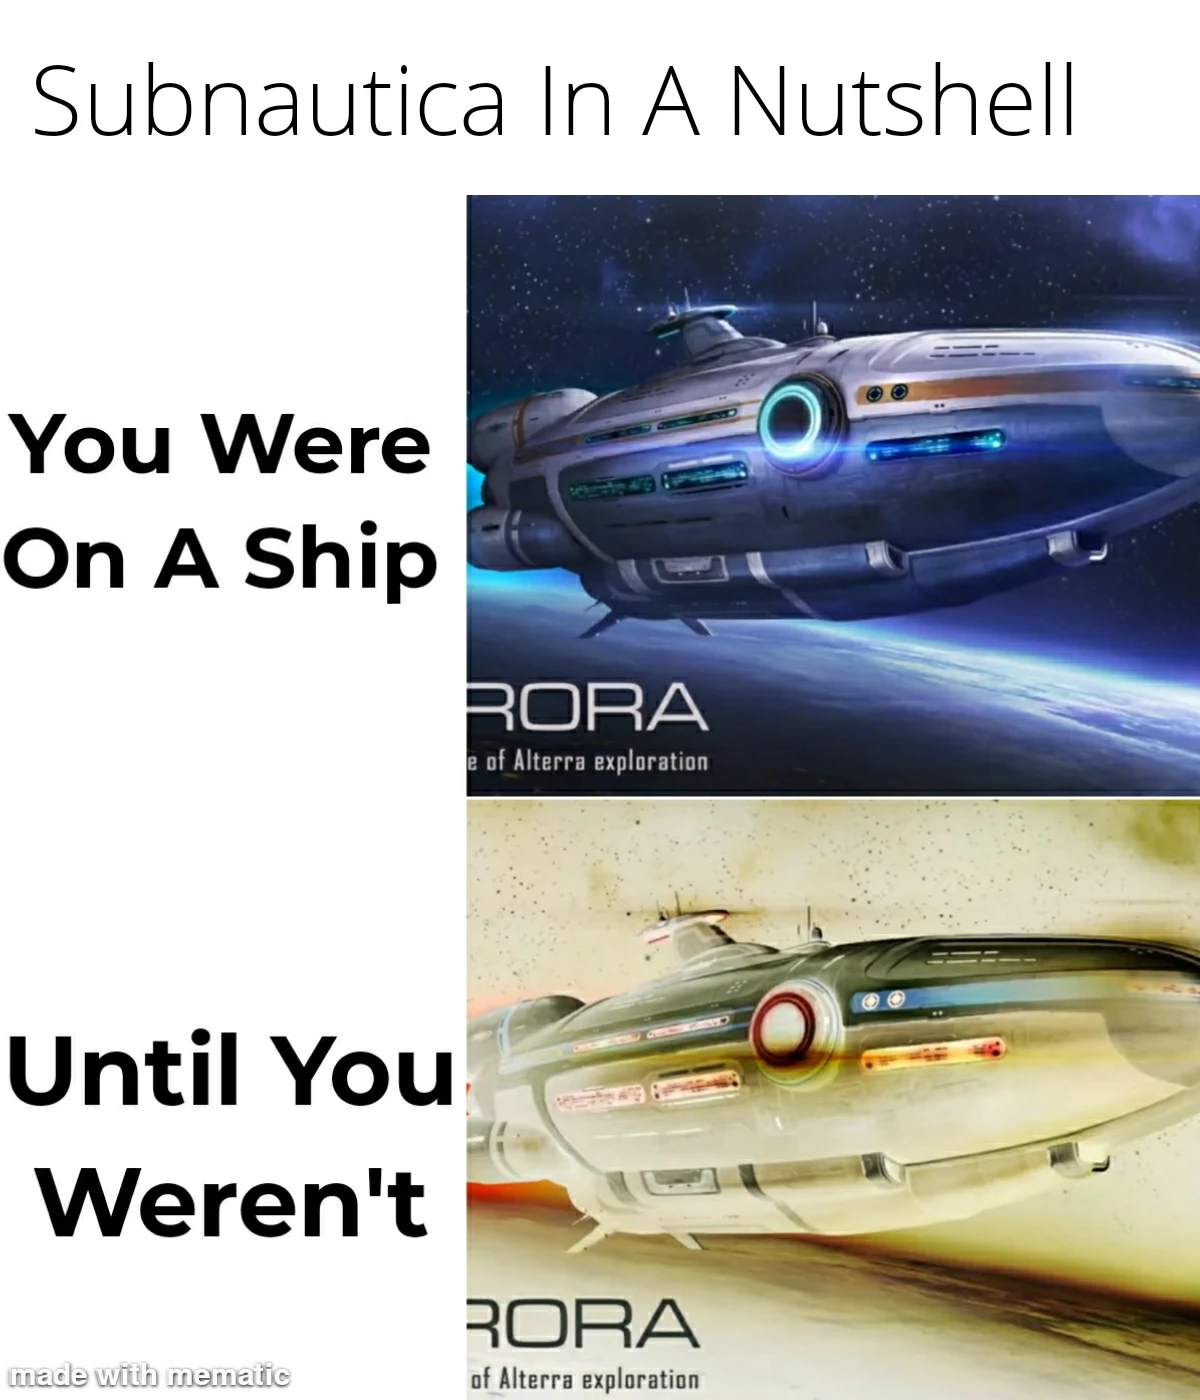 Subnautica In A Nutshell
You Were
On A Ship
RORA
e of Alterra exploration
Until You
Weren't
RORA
of Alterra exploration
made with mematic